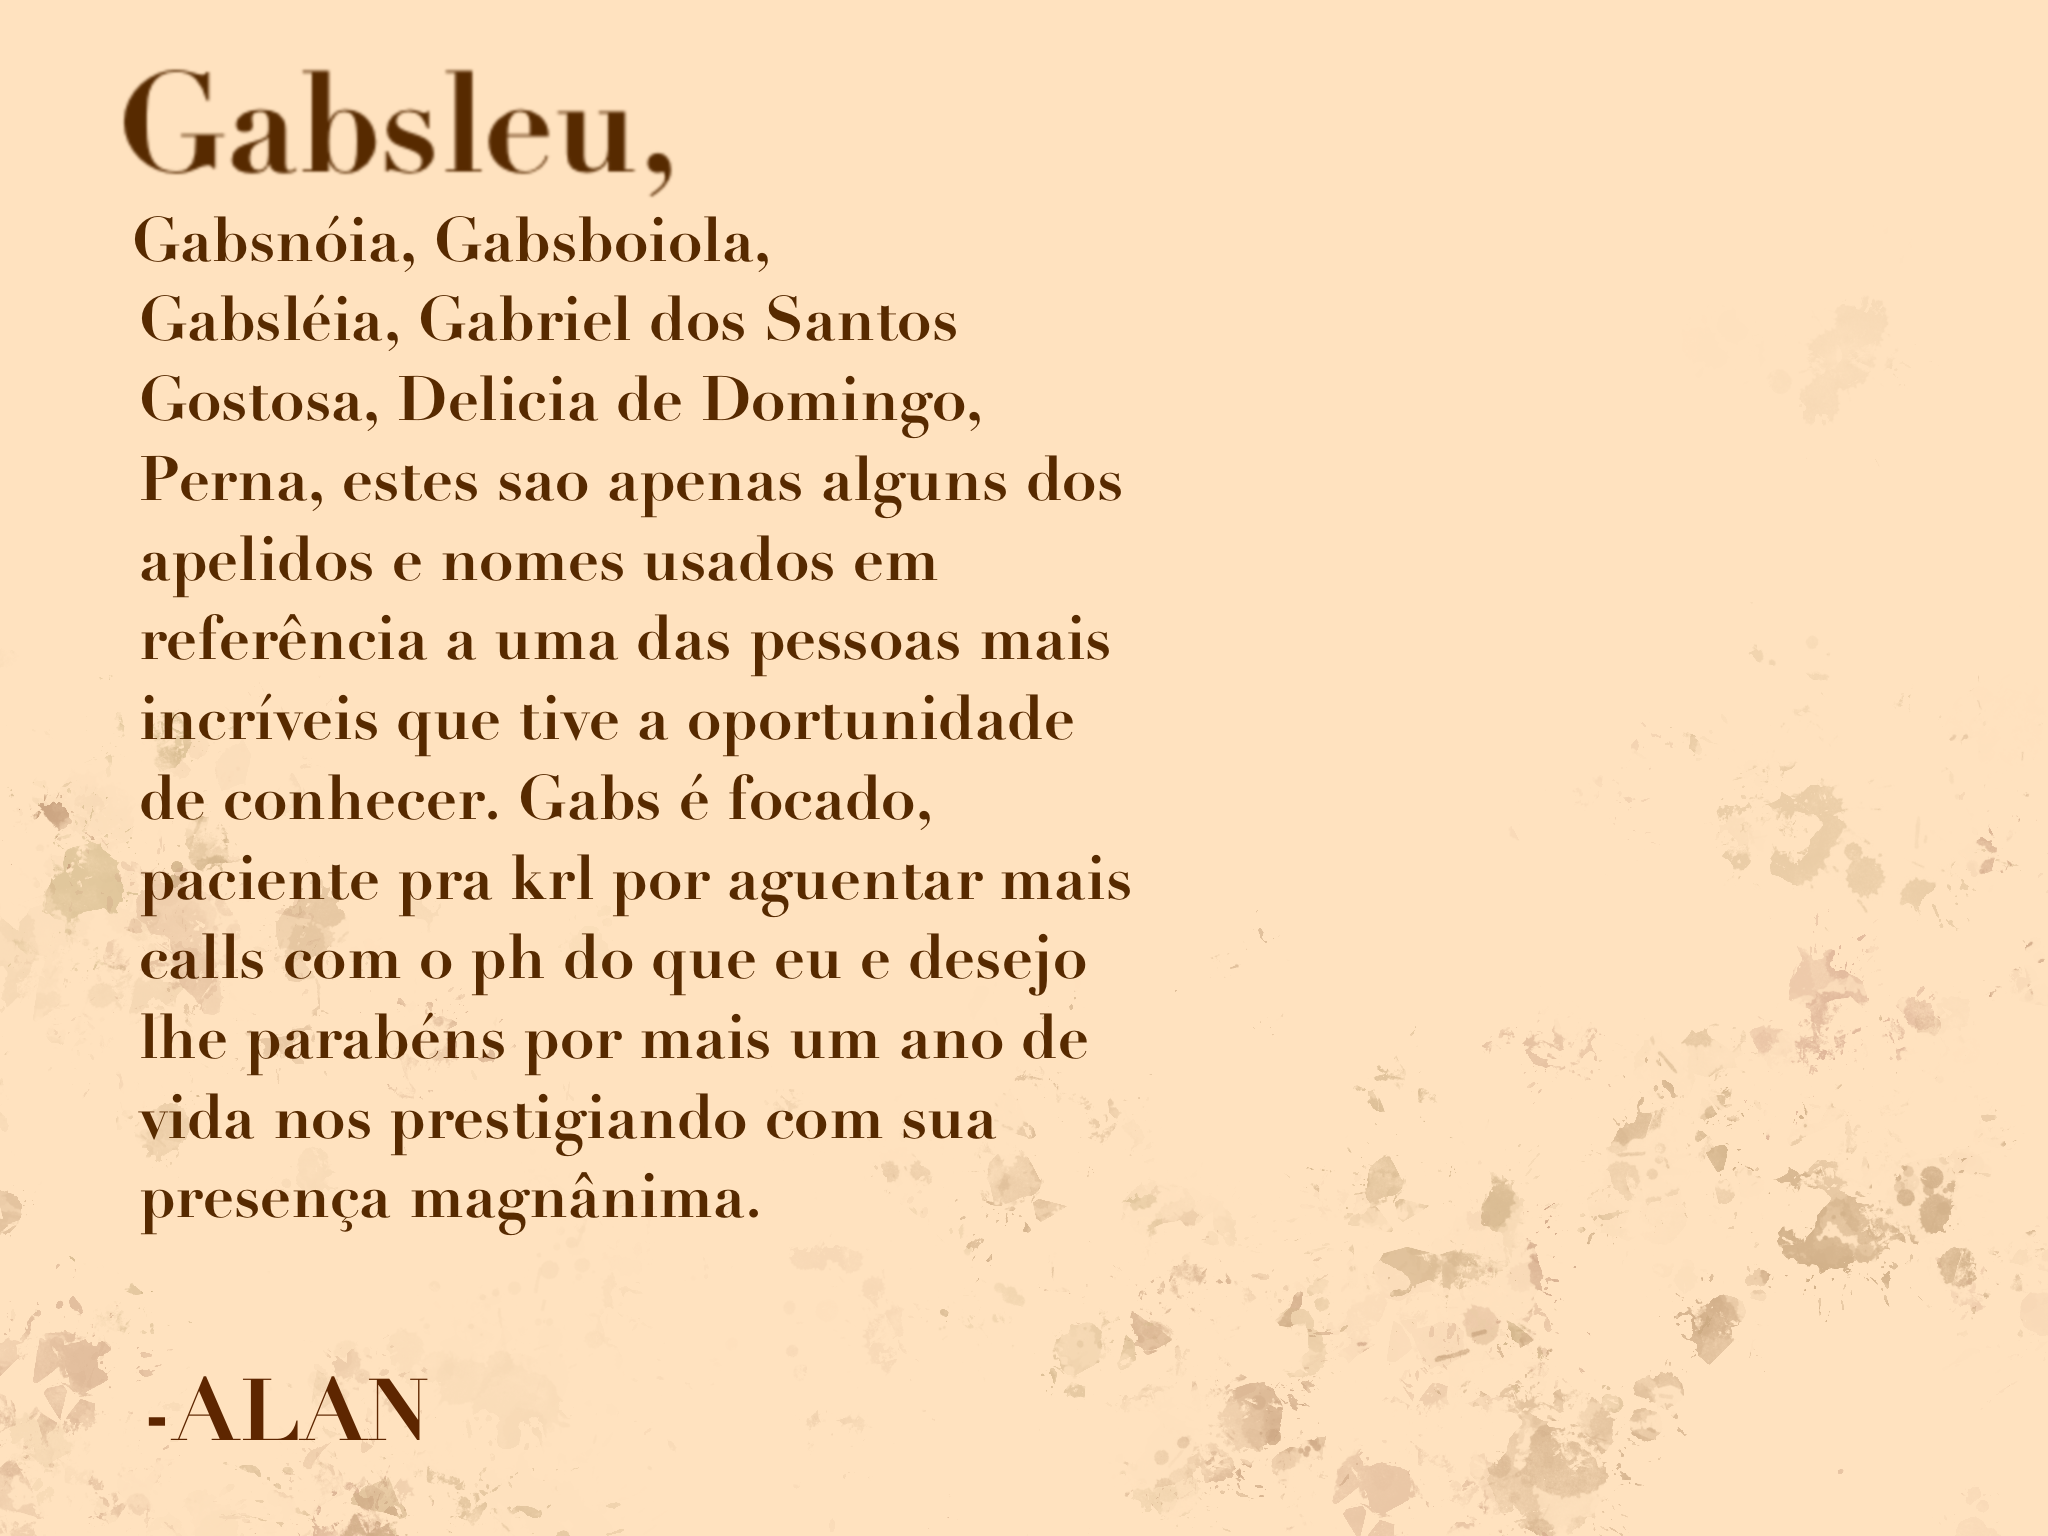 Gabsleu,
Gabsnóia, Gabsboiola,
Gabsléia, Gabriel dos Santos
Gostosa, Delicia de Domingo,
Perna, estes sao apenas alguns dos
apelidos e nomes usados em
referência a uma das pessoas mais
incríveis que tive a oportunidade
de conhecer. Gabs é focado,
paciente pra krl por aguentar mais
calls com o ph do que eu e desejo
lhe parabéns por mais um ano de
vida nos prestigiando com sua
presença magnânima.
-ALAN